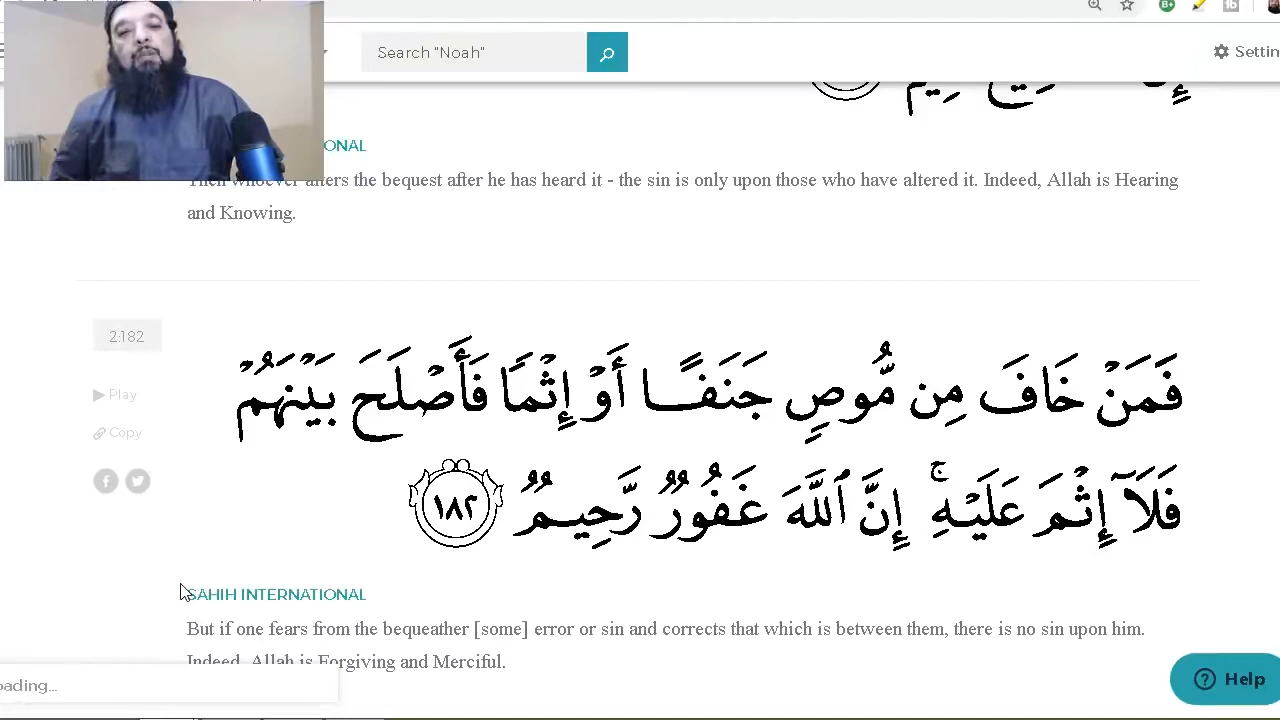 Search "Noah"
Settin
ONAL
whoever alters the bequest after he has heard it - the sin is only upon those who have altered it. Indeed, Allah is Hearing
and Knowing.
2:182
فَمَنْ خَافَ مِن مُّوصٍ جَنَفًا أَوْ إِثْمًا فَأَصْلَحَ بَيْنَهُمْ
Play
Copy
فَلَآ إِثْمَ عَلَيْهِ ۚ إِنَّ ٱللَّهَ غَفُورٌ رَّحِيمٌ ١٨٢
SAHIH INTERNATIONAL
But if one fears from the bequeather [some] error or sin and corrects that which is between them, there is no sin upon him.
Indeed, Allah is Forgiving and Merciful.
oading...
Help